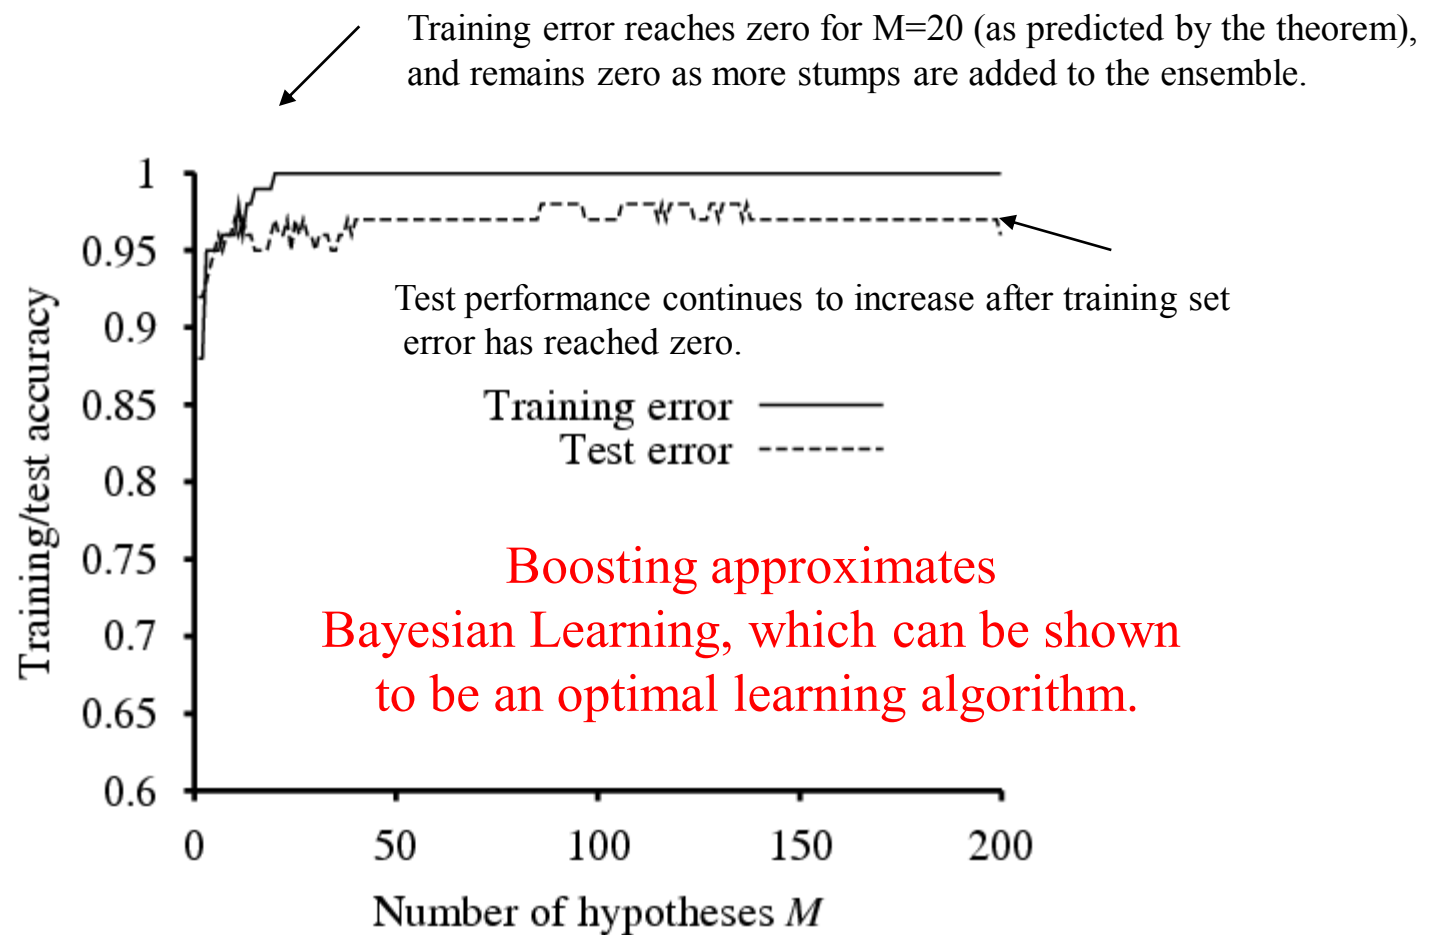 Training error reaches zero for M=20 (as predicted by the theorem),
and remains zero as more stumps are added to the ensemble.
1
0.95
0.9
0.85
0.8
0.75
0.7
0.65
0.6
Training/test accuracy
Test performance continues to increase after training set
error has reached zero.
Training error
Test error
Boosting approximates
Bayesian Learning, which can be shown
to be an optimal learning algorithm.
0 50 100 150 200
Number of hypotheses M